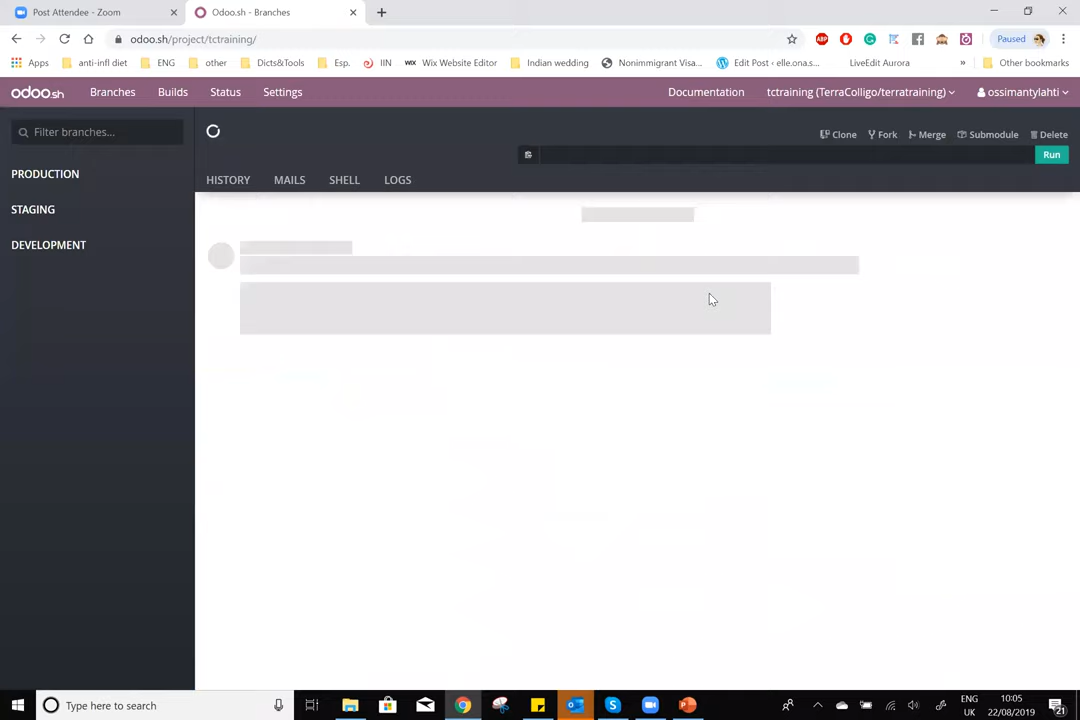 Post Attendee - Zoom
Odoo.sh - Branches
odoo.sh/project/tctraining/
ABP
Paused
Apps
anti-infl diet
ENG
other
Dicts&Tools
Esp.
IIN
WIX Wix Website Editor
Indian wedding
Nonimmigrant Visa...
Edit Post ‹ elle.ona.s...
LiveEdit Aurora
»
Other bookmarks
odoo.sh
Branches
Builds
Status
Settings
Documentation
tctraining (TerraColligo/terratraining)
ossimantylahti
Filter branches...
Clone
Fork
Merge
Submodule
Delete
Run
PRODUCTION
STAGING
DEVELOPMENT
HISTORY
MAILS
SHELL
LOGS
Type here to search
ENG
UK
10:05
22/08/2019
21